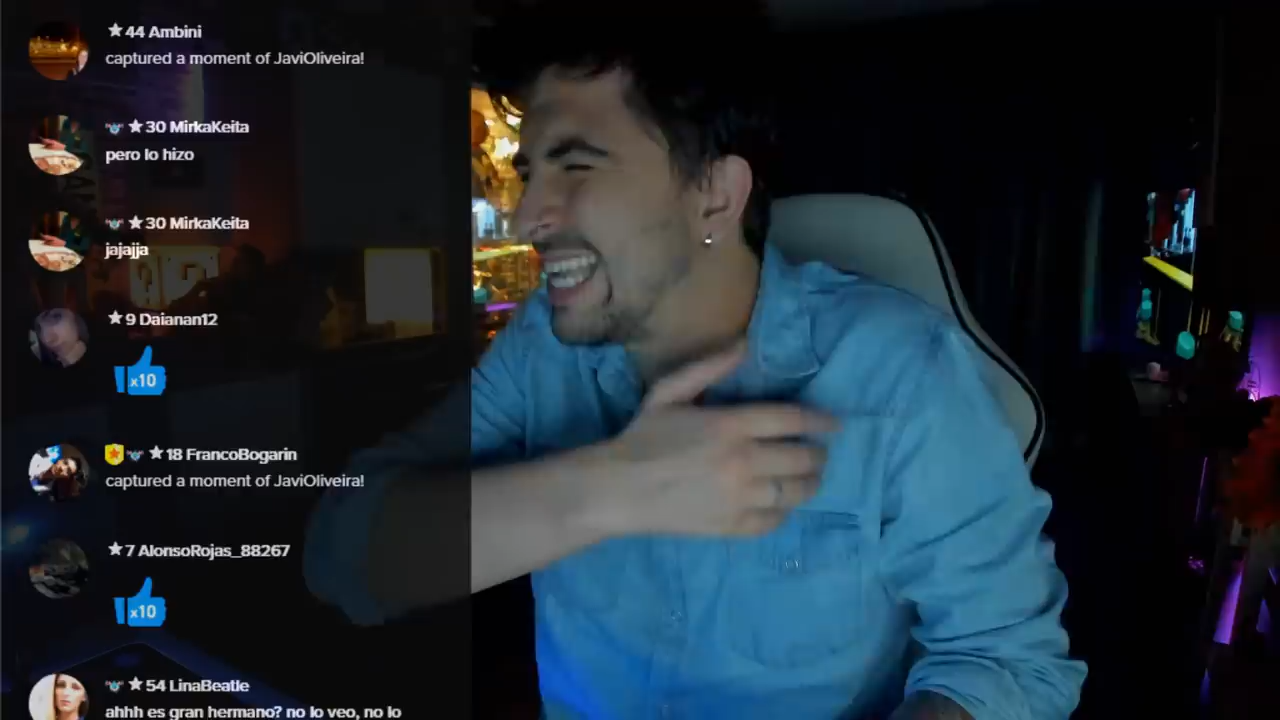 ★44 Ambini
captured a moment of JaviOliveira!
★30 MirkaKeita
pero lo hizo
★30 MirkaKeita
jajajja
★9 Daianan12
x10
★18 FrancoBogarin
captured a moment of JaviOliveira!
★7 AlonsoRojas_88267
x10
★54 LinaBeatle
ahhh es gran hermano? no lo veo, no lo